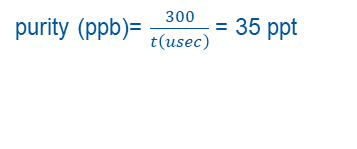 purity (ppb)= 300/t(usec) = 35 ppt